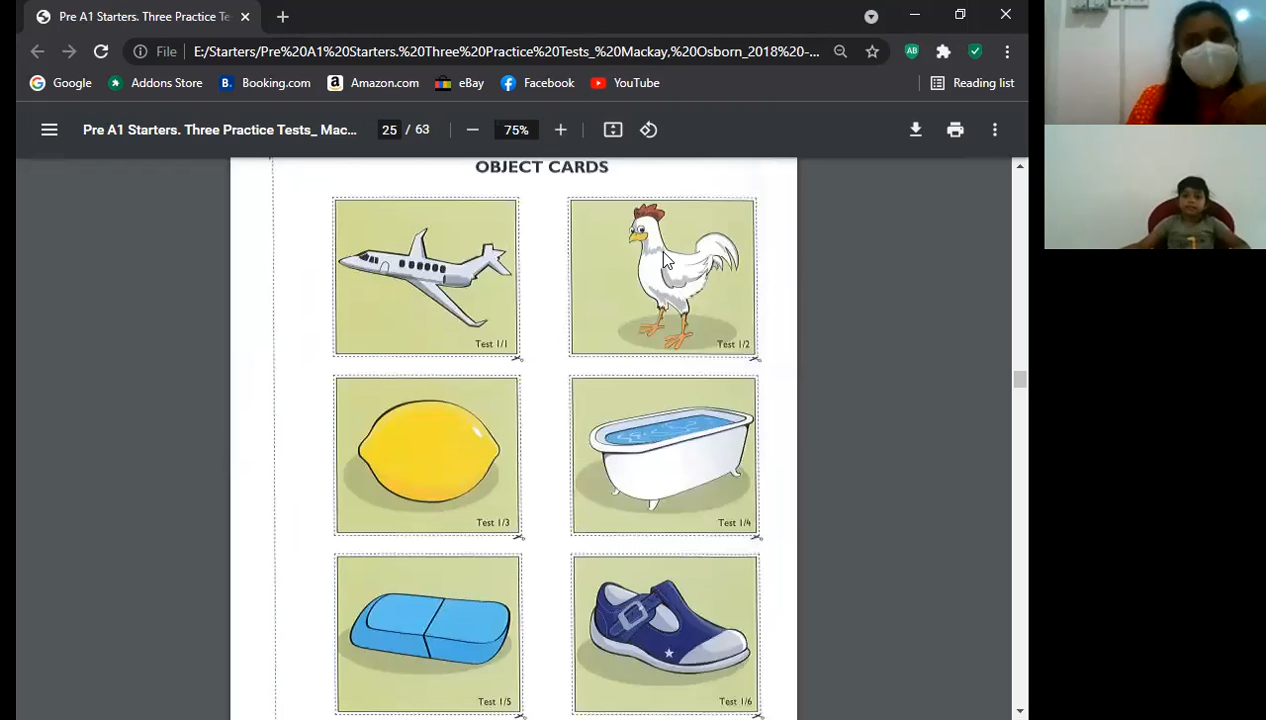 Pre A1 Starters. Three Practice Te
File E:/Starters/Pre%20A1%20Starters.%20Three%20Practice%20Tests_%20Mackay,%20Osborn_2018%20-...
AB
Google Addons Store B. Booking.com a Amazon.com eBay Facebook YouTube Reading list
Pre A1 Starters. Three Practice Tests_ Mac... 25 / 63 75%
OBJECT CARDS
Test 1/1
Test 1/2
Test 1/3
Test 1/4
Test 1/5
Test 1/6